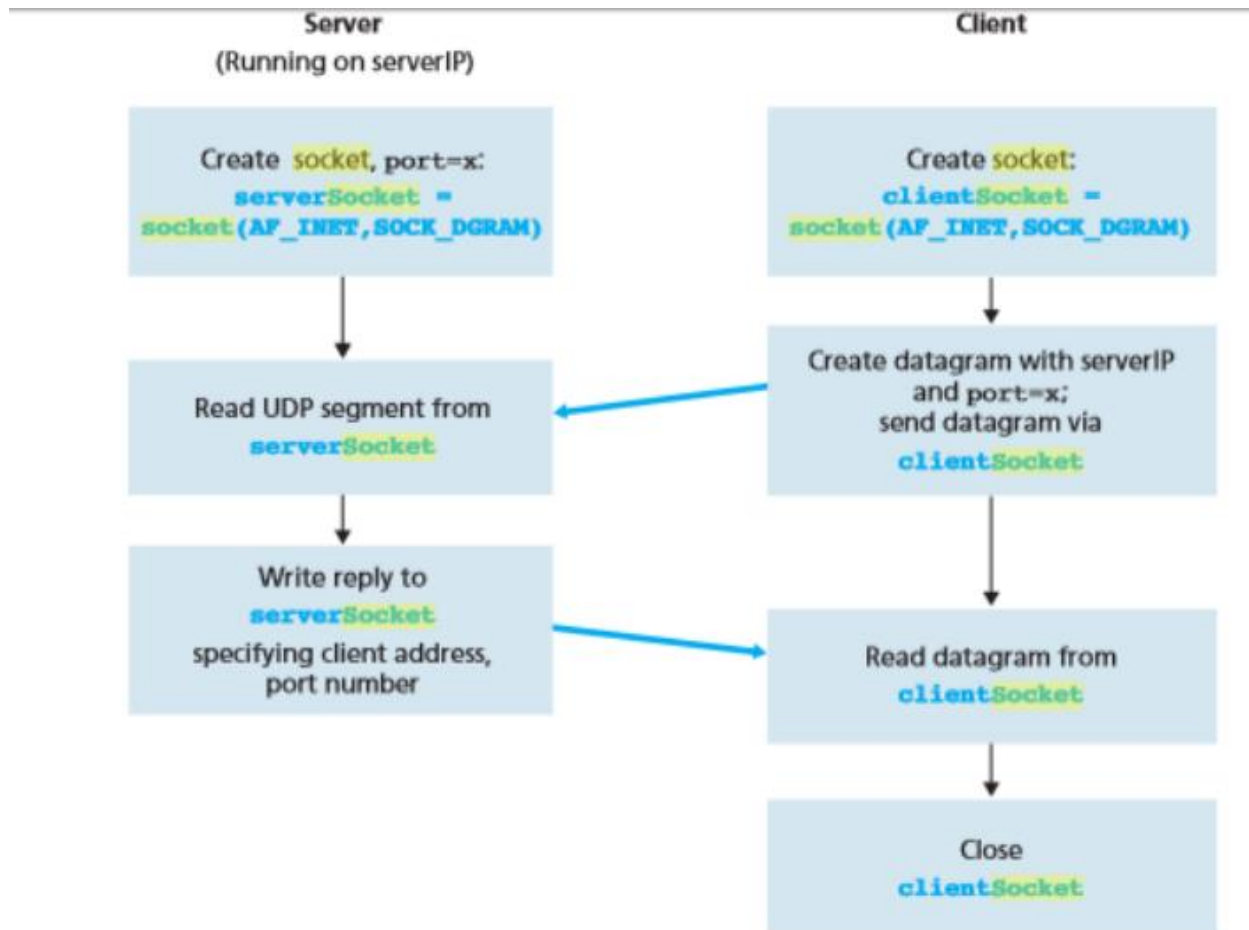 Server
(Running on serverIP)
Create socket, port=x:
serverSocket =
socket(AF_INET,SOCK_DGRAM)
Read UDP segment from
serverSocket
Write reply to
serverSocket
specifying client address,
port number
Client
Create socket:
clientSocket =
socket(AF_INET,SOCK_DGRAM)
Create datagram with serverIP
and port=x;
send datagram via
clientSocket
Read datagram from
clientSocket
Close
clientSocket